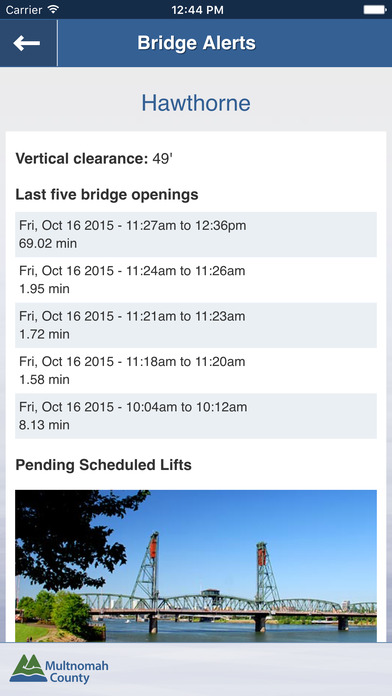 Carrier 12:44 PM
Bridge Alerts
Hawthorne
Vertical clearance: 49'
Last five bridge openings
Fri, Oct 16 2015 - 11:27am to 12:36pm
69.02 min
Fri, Oct 16 2015 - 11:24am to 11:26am
1.95 min
Fri, Oct 16 2015 - 11:21am to 11:23am
1.72 min
Fri, Oct 16 2015 - 11:18am to 11:20am
1.58 min
Fri, Oct 16 2015 - 10:04am to 10:12am
8.13 min
Pending Scheduled Lifts
Multnomah
County